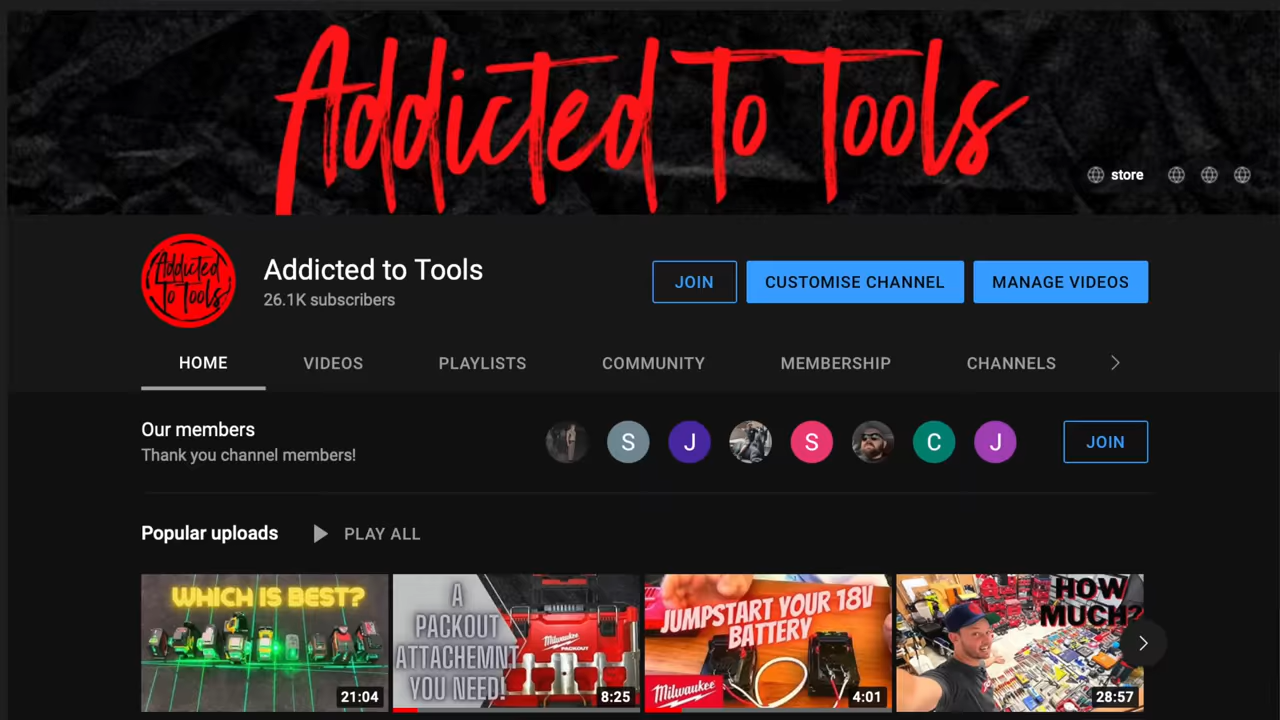 Addicted To Tools
store
Addicted To Tools
Addicted to Tools
26.1K subscribers
JOIN
CUSTOMISE CHANNEL
MANAGE VIDEOS
HOME
VIDEOS
PLAYLISTS
COMMUNITY
MEMBERSHIP
CHANNELS
Our members
Thank you channel members!
S
J
S
C
J
JOIN
Popular uploads
PLAY ALL
WHICH IS BEST?
21:04
A
PACKOUT
ATTACHEMNT
YOU NEED!
Milwaukee
PACKOUT
8:25
JUMPSTART YOUR 18V
BATTERY
Milwaukee
4:01
HOW
MUCH?
28:57